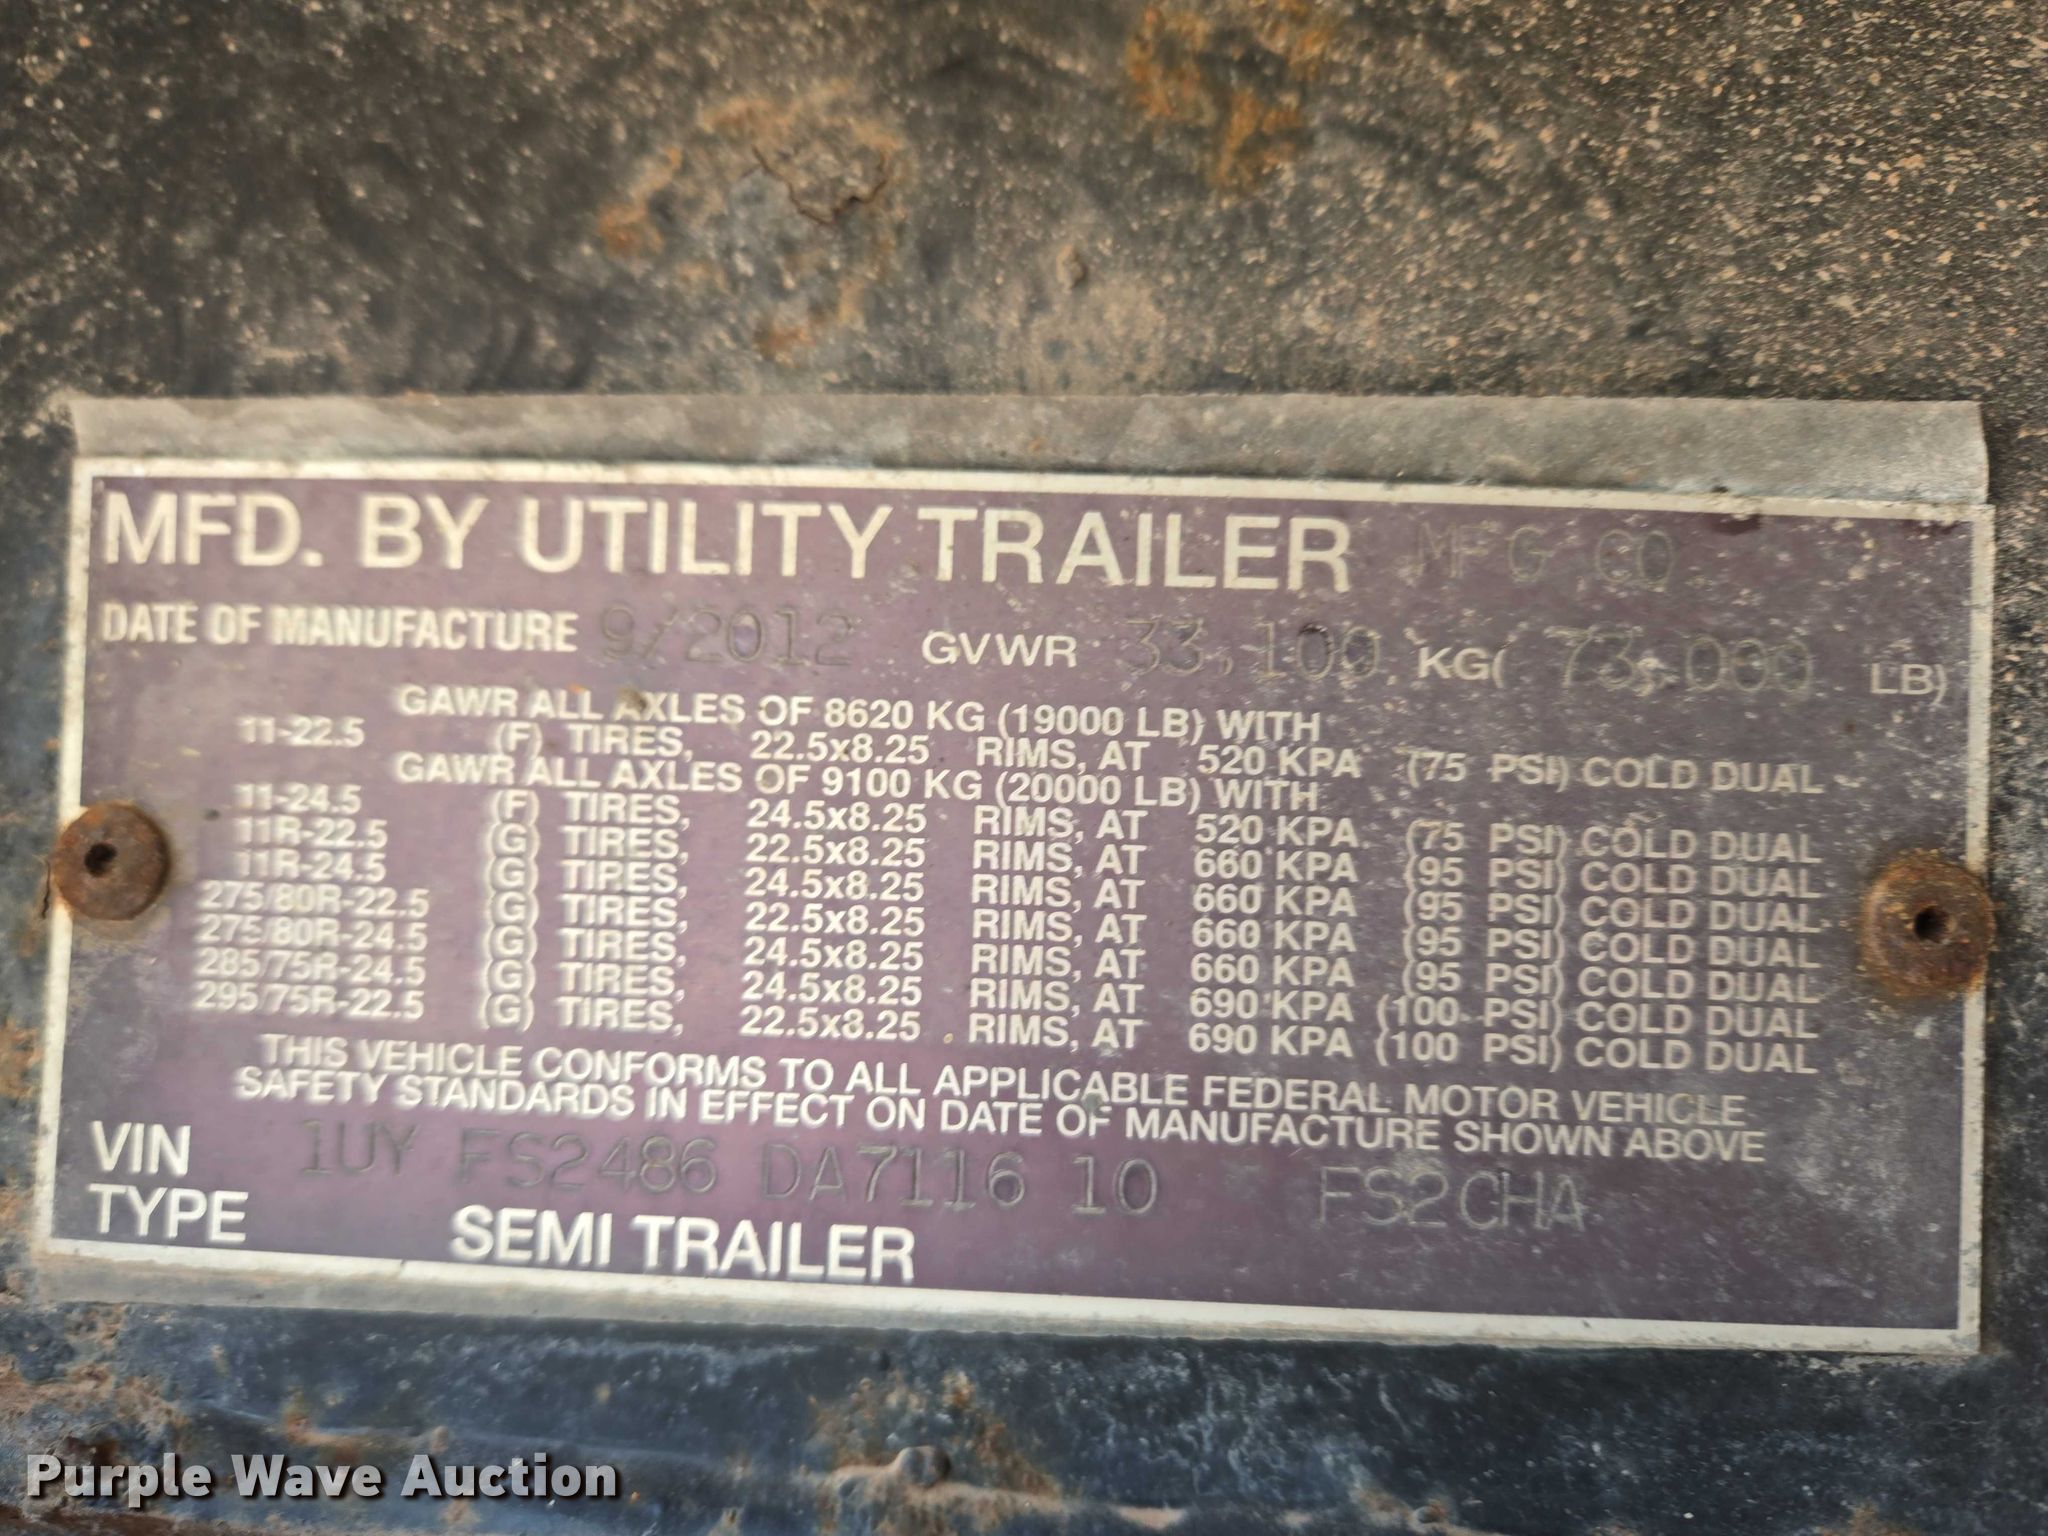 MFD. BY UTILITY TRAILER MFG CO
DATE OF MANUFACTURE 9/2012 GVWR 33,100 KG( 73,000 LB)
GAWR ALL AXLES OF 8620 KG (19000 LB) WITH
11-22.5 (F) TIRES, 22.5x8.25 RIMS, AT 520 KPA (75 PSI) COLD DUAL
GAWR ALL AXLES OF 9100 KG (20000 LB) WITH
11-24.5 (F) TIRES, 24.5x8.25 RIMS, AT 520 KPA (75 PSI) COLD DUAL
11R-22.5 (G) TIRES, 22.5x8.25 RIMS, AT 660 KPA (95 PSI) COLD DUAL
11R-24.5 (G) TIRES, 24.5x8.25 RIMS, AT 660 KPA (95 PSI) COLD DUAL
275/80R-22.5 (G) TIRES, 22.5x8.25 RIMS, AT 660 KPA (95 PSI) COLD DUAL
275/80R-24.5 (G) TIRES, 24.5x8.25 RIMS, AT 660 KPA (95 PSI) COLD DUAL
285/75R-24.5 (G) TIRES, 24.5x8.25 RIMS, AT 690 KPA (100 PSI) COLD DUAL
295/75R-22.5 (G) TIRES, 22.5x8.25 RIMS, AT 690 KPA (100 PSI) COLD DUAL
THIS VEHICLE CONFORMS TO ALL APPLICABLE FEDERAL MOTOR VEHICLE
SAFETY STANDARDS IN EFFECT ON DATE OF MANUFACTURE SHOWN ABOVE
VIN 1UY FS2486 DA7116 10 FS2CHA
TYPE SEMI TRAILER
Purple Wave Auction